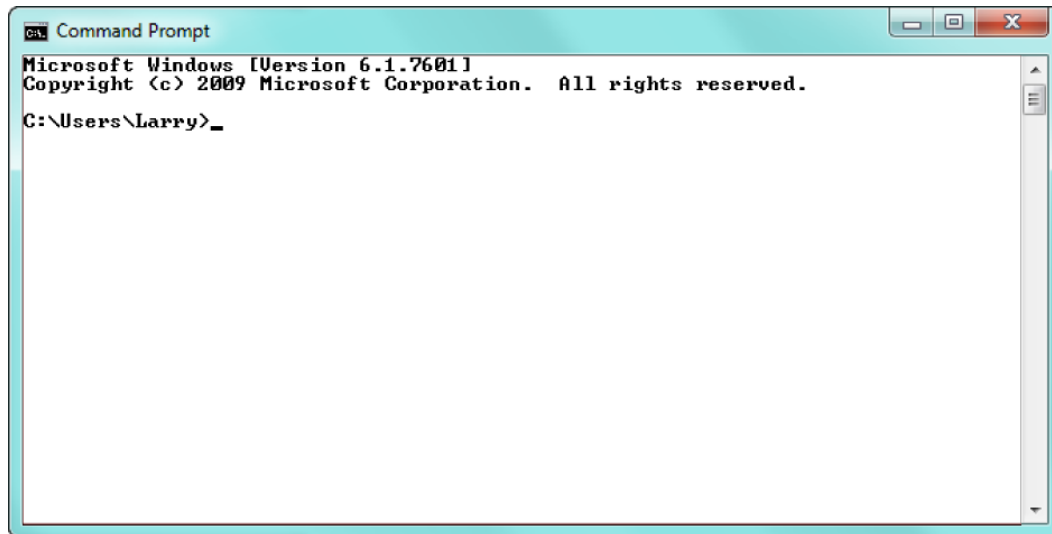 Command Prompt
Microsoft Windows [Version 6.1.7601]
Copyright (c) 2009 Microsoft Corporation.  All rights reserved.
C:\Users\Larry>_